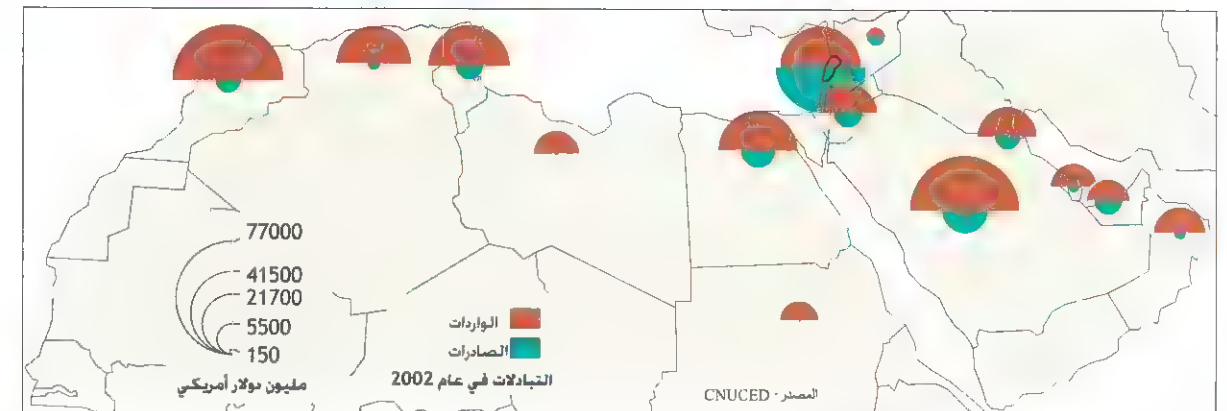 77000
41500
21700
5500
150
مليون دولار أمريكي
الواردات
الصادرات
التبادلات في عام 2002
المصدر - CNUCED